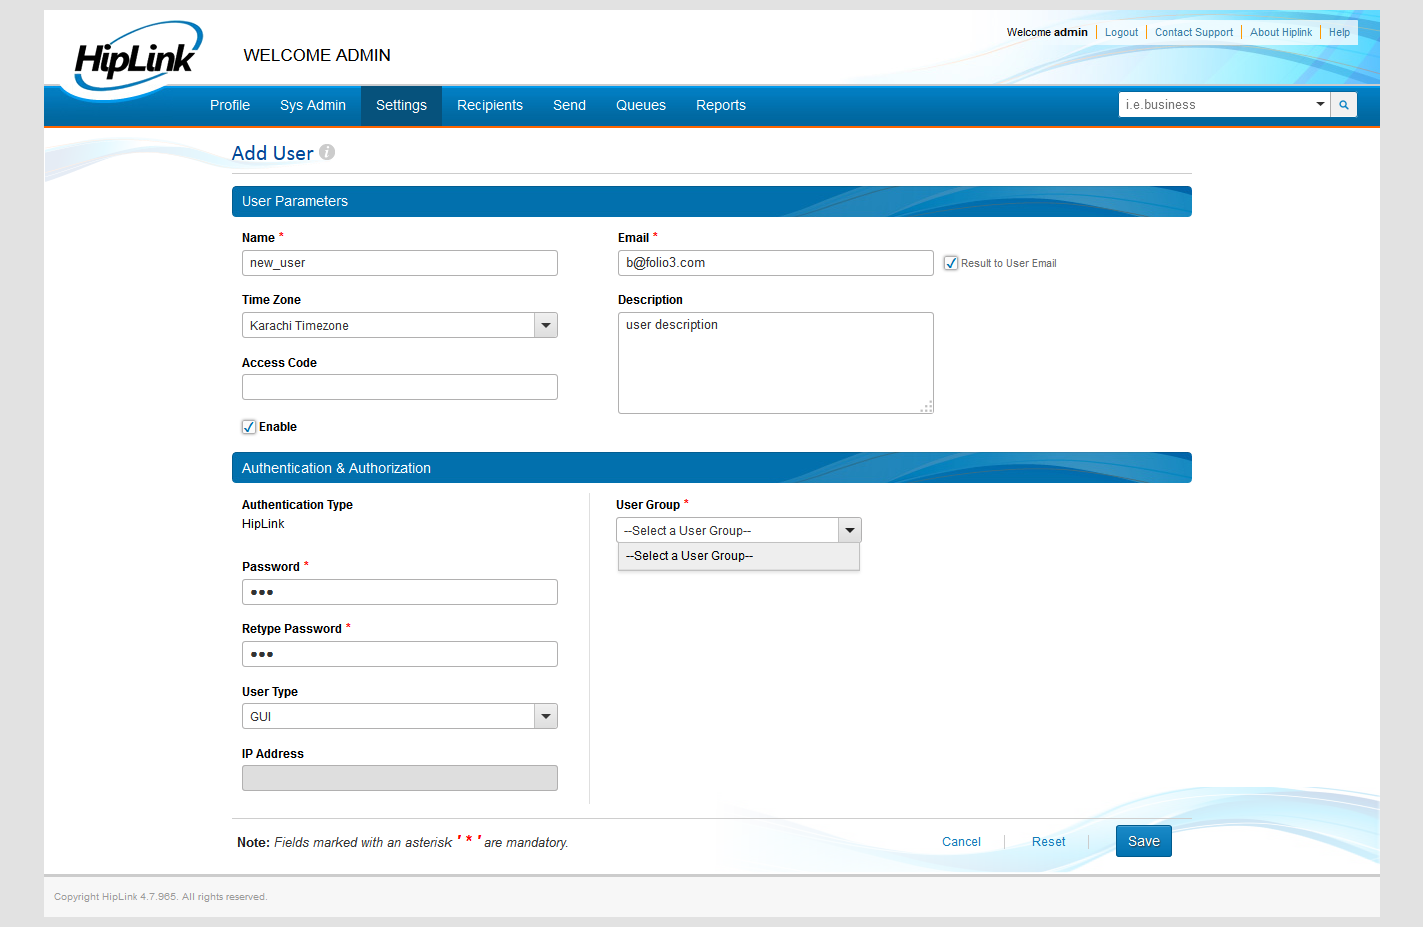 HipLink
WELCOME ADMIN
Welcome admin
Logout
Contact Support
About Hiplink
Help
Profile
Sys Admin
Settings
Recipients
Send
Queues
Reports
i.e.business
Add User i
User Parameters
Name *
new_user
Email *
b@folio3.com
Result to User Email
Time Zone
Karachi Timezone
Description
user description
Access Code
Enable
Authentication & Authorization
Authentication Type
HipLink
User Group *
--Select a User Group--
--Select a User Group--
Password *
Retype Password *
User Type
GUI
IP Address
Note: Fields marked with an asterisk ' * ' are mandatory.
Cancel
Reset
Save
Copyright HipLink 4.7.965. All rights reserved.